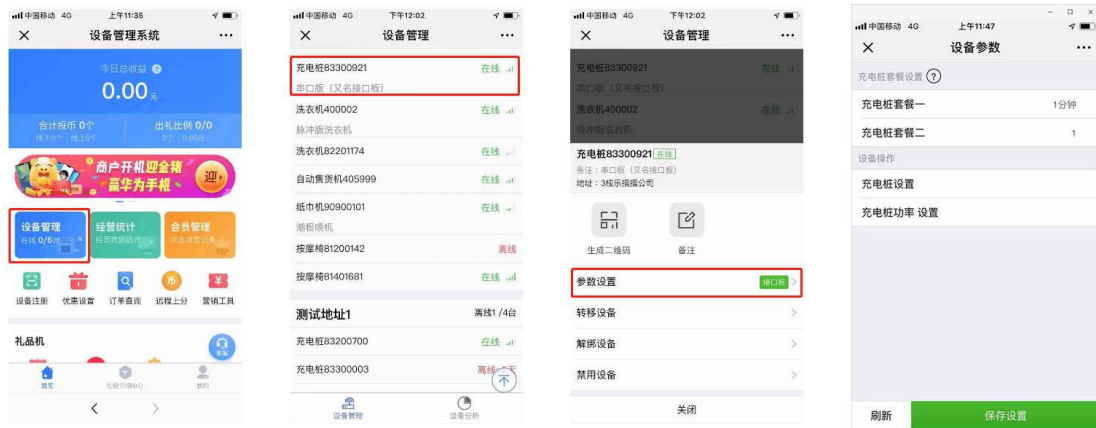 中国移动 4G 上午11:35
设备管理系统
今日总收益 ?
0.00 元
合计投币 0个
出礼比例 0/0
商户开机迎金猪
赢华为手机
迎
设备管理
在线 0/6台
经营统计
经营数据统计
会员管理
设备注册
优惠设置
订单查询
远程上分
营销工具
礼品机
首页
我的
中国移动 4G 下午12:02
设备管理
充电桩83300921 在线
串口版（又名接口板）
洗衣机400002 在线
脉冲版洗衣机
洗衣机82201174 在线
自动售货机405999 在线
纸巾机90900101 在线
潮极喷机
按摩椅81200142 离线
按摩椅81401681 在线
测试地址1 离线1 /4台
充电桩83200700 在线
充电桩83300003
设备管理
设备分析
中国移动 4G 下午12:02
设备管理
充电桩83300921 在线
串口版（又名接口板）
洗衣机400002 在线
脉冲版洗衣机
充电桩83300921 在线
备注：串口版（又名接口板）
生成二维码
备注
参数设置 接口板
转移设备
解绑设备
禁用设备
关闭
中国移动 4G 上午11:47
设备参数
充电桩套餐设置 ?
充电桩套餐一 1分钟
充电桩套餐二 1
设备操作
充电桩设置
充电桩功率 设置
刷新
保存设置